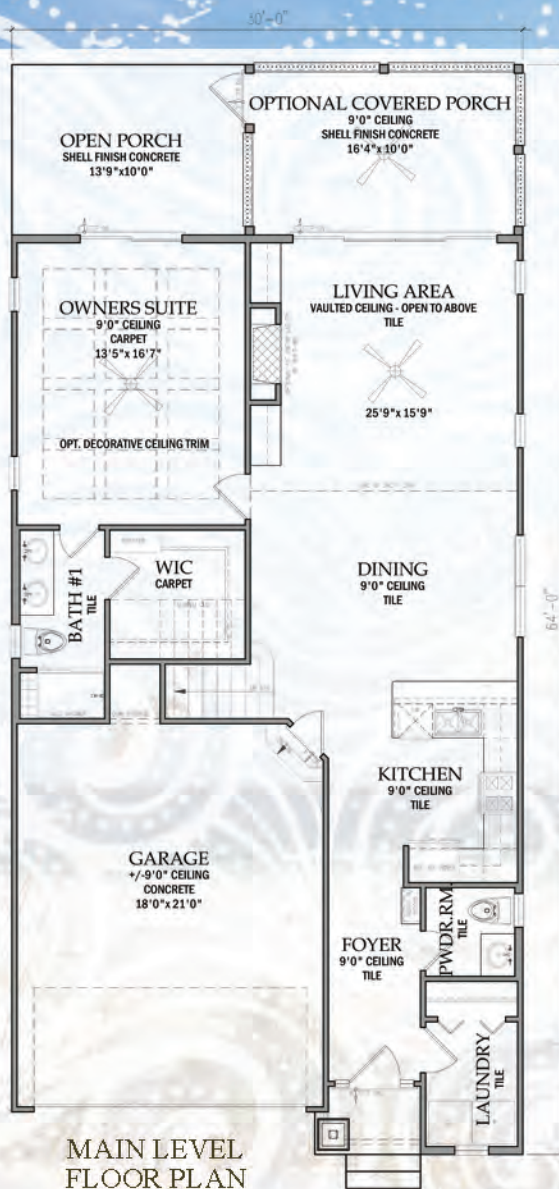 30'-0"
OPTIONAL COVERED PORCH
9'0" CEILING
SHELL FINISH CONCRETE
16'4"x 10'0"
OPEN PORCH
SHELL FINISH CONCRETE
13'9"x10'0"
OWNERS SUITE
9'0" CEILING
CARPET
13'5"x 16'7"
OPT. DECORATIVE CEILING TRIM
LIVING AREA
VAULTED CEILING - OPEN TO ABOVE
TILE
25'9"x 15'9"
BATH #1
TILE
WIC
CARPET
DINING
9'0" CEILING
TILE
64'-0"
KITCHEN
9'0" CEILING
TILE
GARAGE
+/-9'0" CEILING
CONCRETE
18'0"x 21'0"
FOYER
9'0" CEILING
TILE
PWDR.RM.
TILE
LAUNDRY
TILE
MAIN LEVEL
FLOOR PLAN